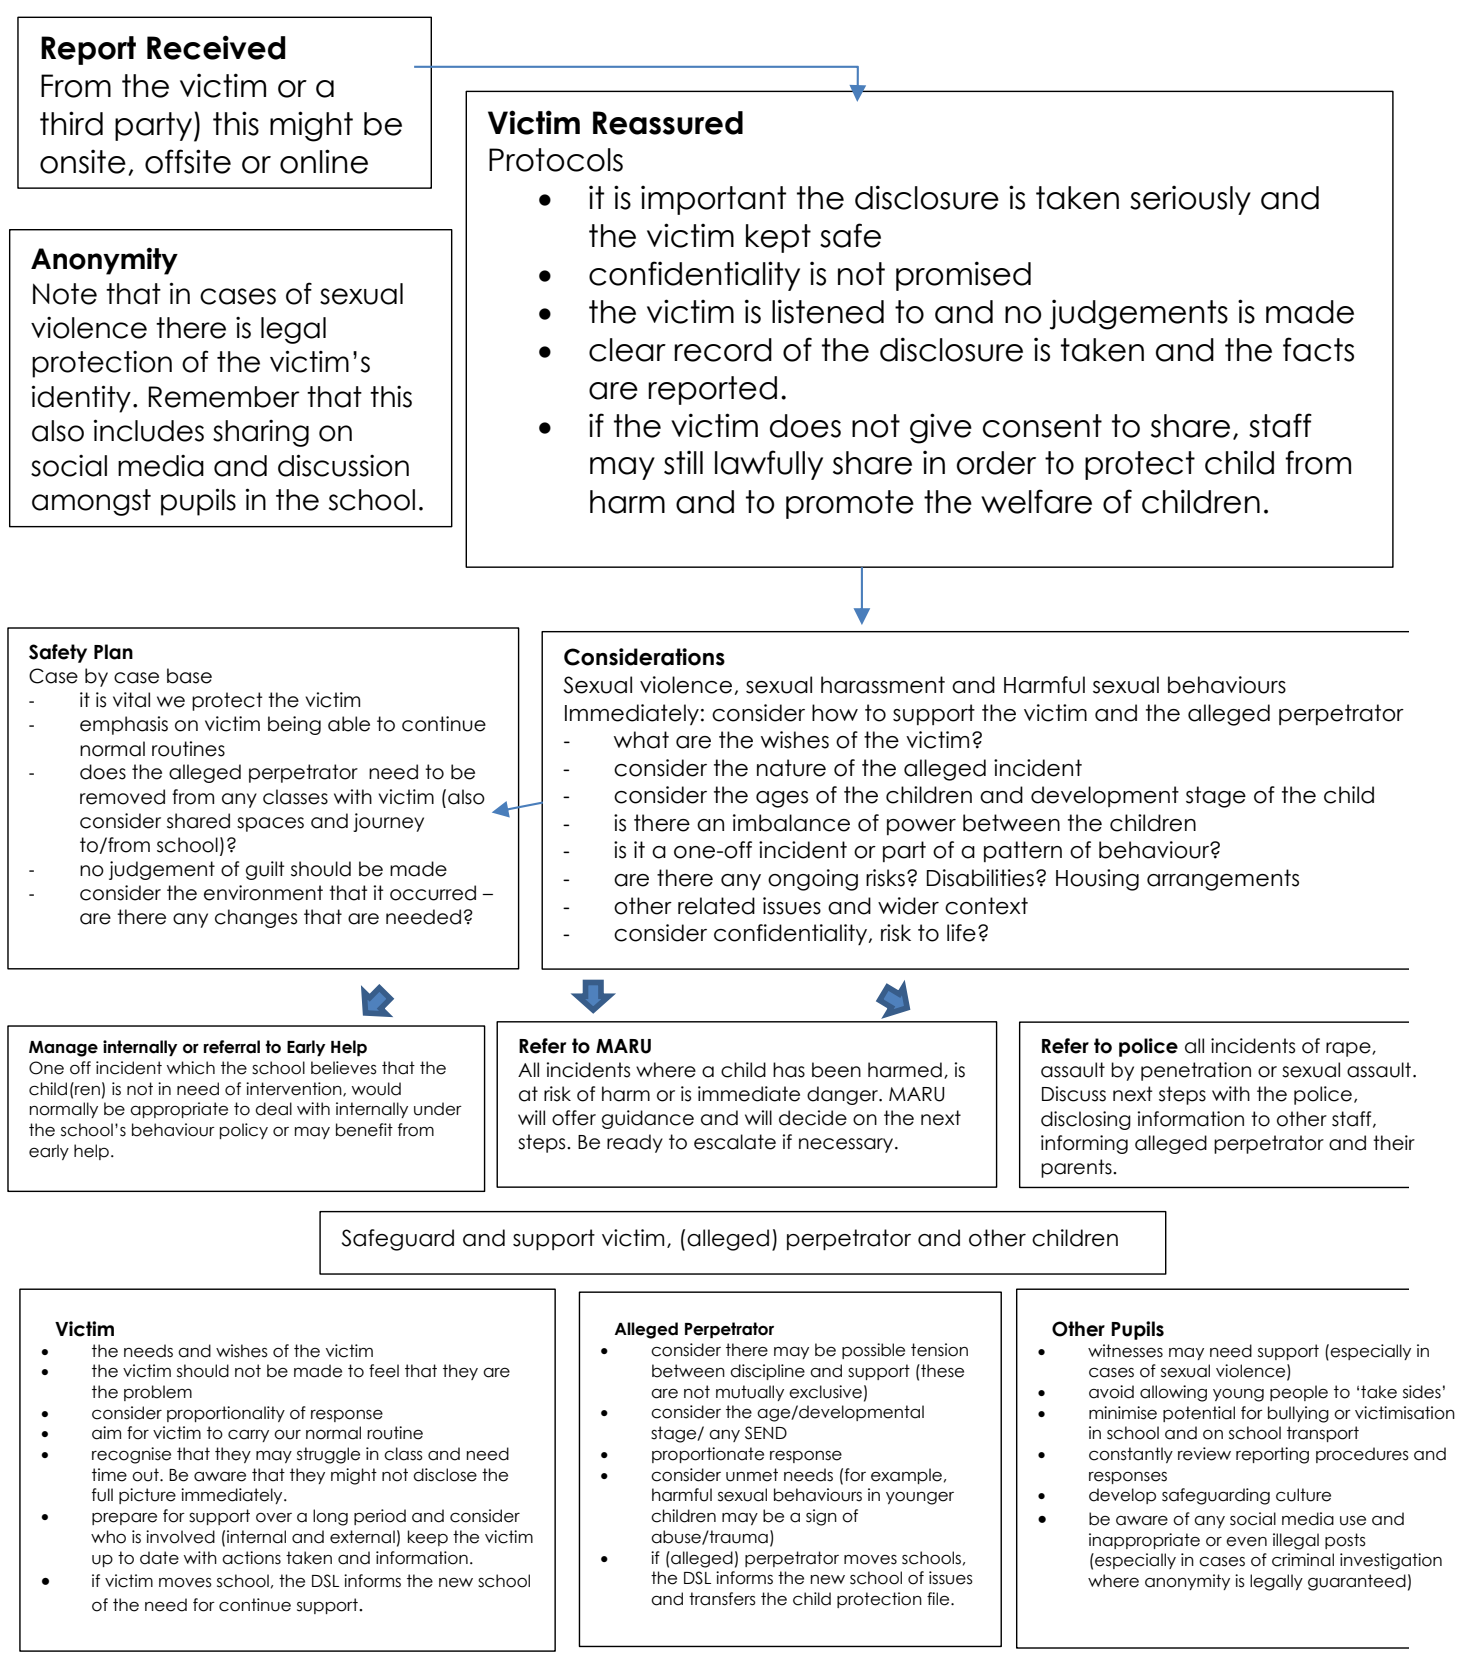 Report Received
From the victim or a
third party) this might be
onsite, offsite or online
Victim Reassured
Protocols
• it is important the disclosure is taken seriously and
the victim kept safe
• confidentiality is not promised
• the victim is listened to and no judgements is made
• clear record of the disclosure is taken and the facts
are reported.
• if the victim does not give consent to share, staff
may still lawfully share in order to protect child from
harm and to promote the welfare of children.
Anonymity
Note that in cases of sexual
violence there is legal
protection of the victim's
identity. Remember that this
also includes sharing on
social media and discussion
amongst pupils in the school.
Safety Plan
Case by case base
- it is vital we protect the victim
- emphasis on victim being able to continue
normal routines
- does the alleged perpetrator need to be
removed from any classes with victim (also
consider shared spaces and journey
to/from school)?
- no judgement of guilt should be made
- consider the environment that it occurred –
are there any changes that are needed?
Considerations
Sexual violence, sexual harassment and Harmful sexual behaviours
Immediately: consider how to support the victim and the alleged perpetrator
- what are the wishes of the victim?
- consider the nature of the alleged incident
- consider the ages of the children and development stage of the child
- is there an imbalance of power between the children
- is it a one-off incident or part of a pattern of behaviour?
- are there any ongoing risks? Disabilities? Housing arrangements
- other related issues and wider context
- consider confidentiality, risk to life?
Manage internally or referral to Early Help
One off incident which the school believes that the
child(ren) is not in need of intervention, would
normally be appropriate to deal with internally under
the school's behaviour policy or may benefit from
early help.
Refer to MARU
All incidents where a child has been harmed, is
at risk of harm or is immediate danger. MARU
will offer guidance and will decide on the next
steps. Be ready to escalate if necessary.
Refer to police all incidents of rape,
assault by penetration or sexual assault.
Discuss next steps with the police,
disclosing information to other staff,
informing alleged perpetrator and their
parents.
Safeguard and support victim, (alleged) perpetrator and other children
Victim
• the needs and wishes of the victim
• the victim should not be made to feel that they are
the problem
• consider proportionality of response
• aim for victim to carry our normal routine
• recognise that they may struggle in class and need
time out. Be aware that they might not disclose the
full picture immediately.
• prepare for support over a long period and consider
who is involved (internal and external) keep the victim
up to date with actions taken and information.
• if victim moves school, the DSL informs the new school
of the need for continue support.
Alleged Perpetrator
• consider there may be possible tension
between discipline and support (these
are not mutually exclusive)
• consider the age/developmental
stage/ any SEND
• proportionate response
• consider unmet needs (for example,
harmful sexual behaviours in younger
children may be a sign of
abuse/trauma)
• if (alleged) perpetrator moves schools,
the DSL informs the new school of issues
and transfers the child protection file.
Other Pupils
• witnesses may need support (especially in
cases of sexual violence)
• avoid allowing young people to 'take sides'
• minimise potential for bullying or victimisation
in school and on school transport
• constantly review reporting procedures and
responses
• develop safeguarding culture
• be aware of any social media use and
inappropriate or even illegal posts
(especially in cases of criminal investigation
where anonymity is legally guaranteed)